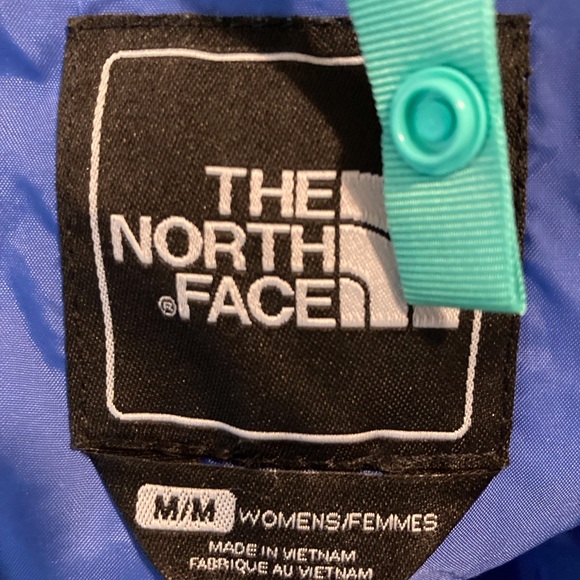 THE
NORTH
®FACE
M/M WOMENS/FEMMES
MADE IN VIETNAM
FABRIQUE AU VIETNAM